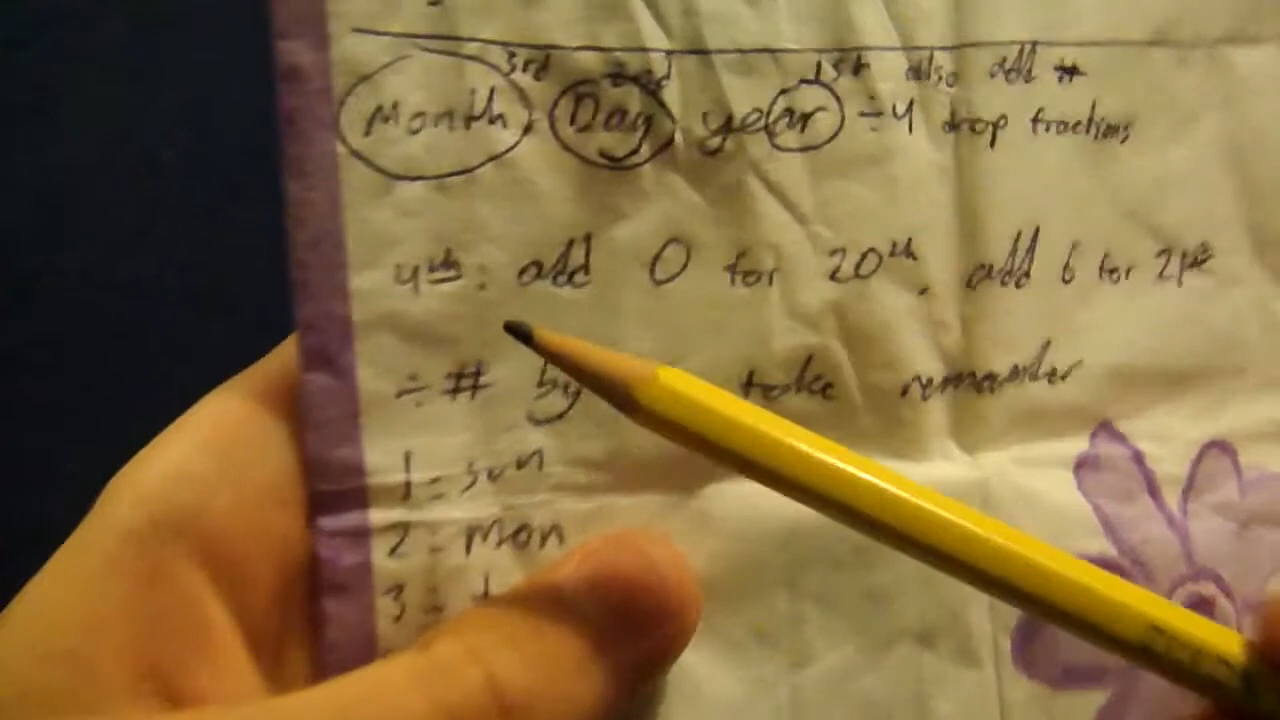 3rd 2nd 1st also add #
Month Day year ÷4 drop fractions
4th: add 0 for 20th, add 6 for 21st
÷ # by take remainder
1 = sun
2 = Mon
3 =